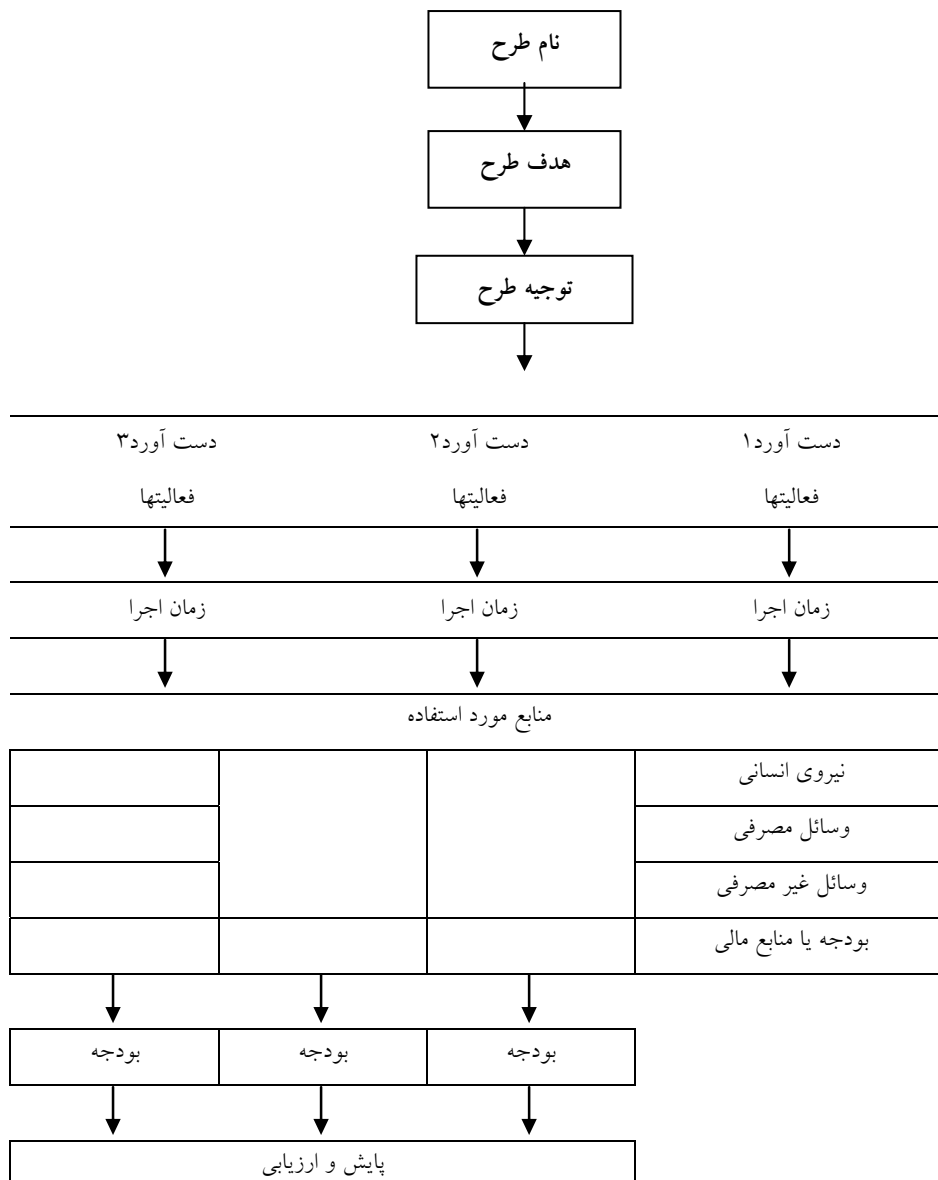 نام طرح
هدف طرح
توجیه طرح
دست آورد۱ دست آورد۲ دست آورد۳
فعالیتها فعالیتها فعالیتها
زمان اجرا زمان اجرا زمان اجرا
منابع مورد استفاده
نیروی انسانی
وسائل مصرفی
وسائل غیر مصرفی
بودجه یا منابع مالی
بودجه بودجه بودجه
پایش و ارزیابی